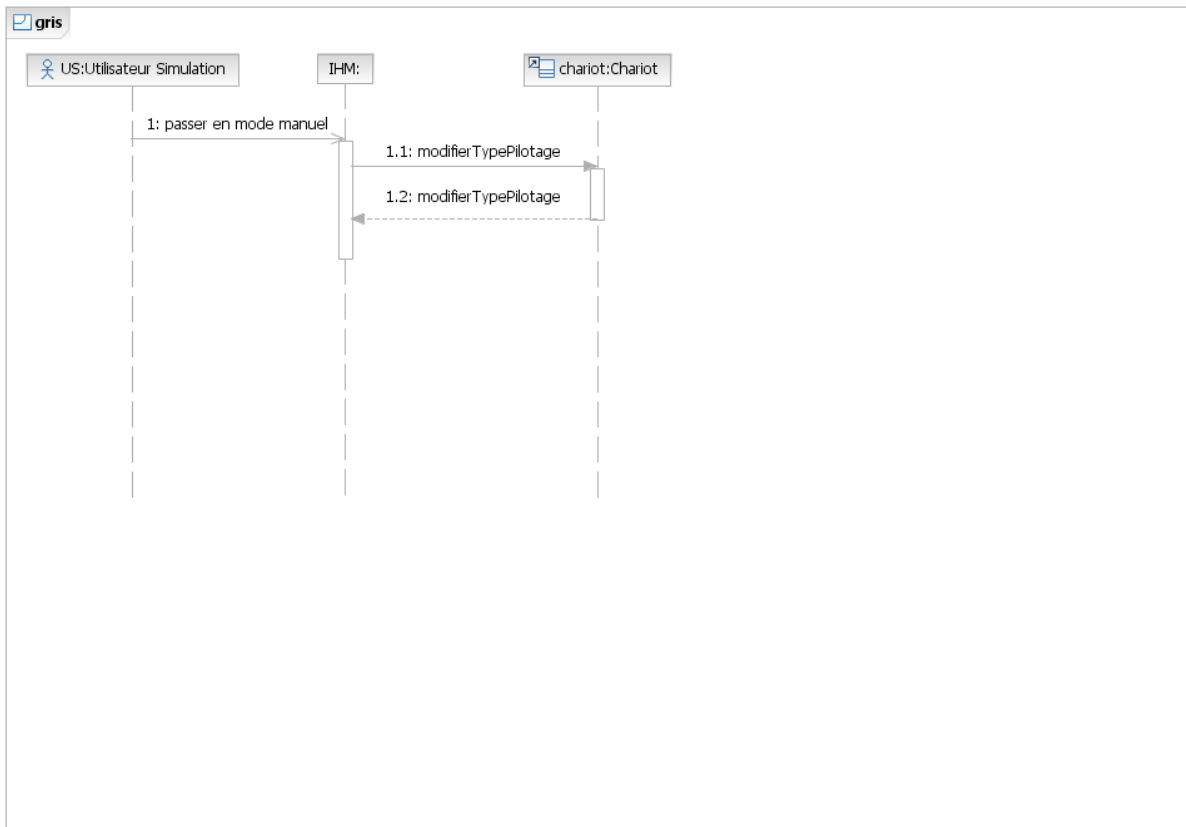 gris
US:Utilisateur Simulation
IHM:
chariot:Chariot
1: passer en mode manuel
1.1: modifierTypePilotage
1.2: modifierTypePilotage